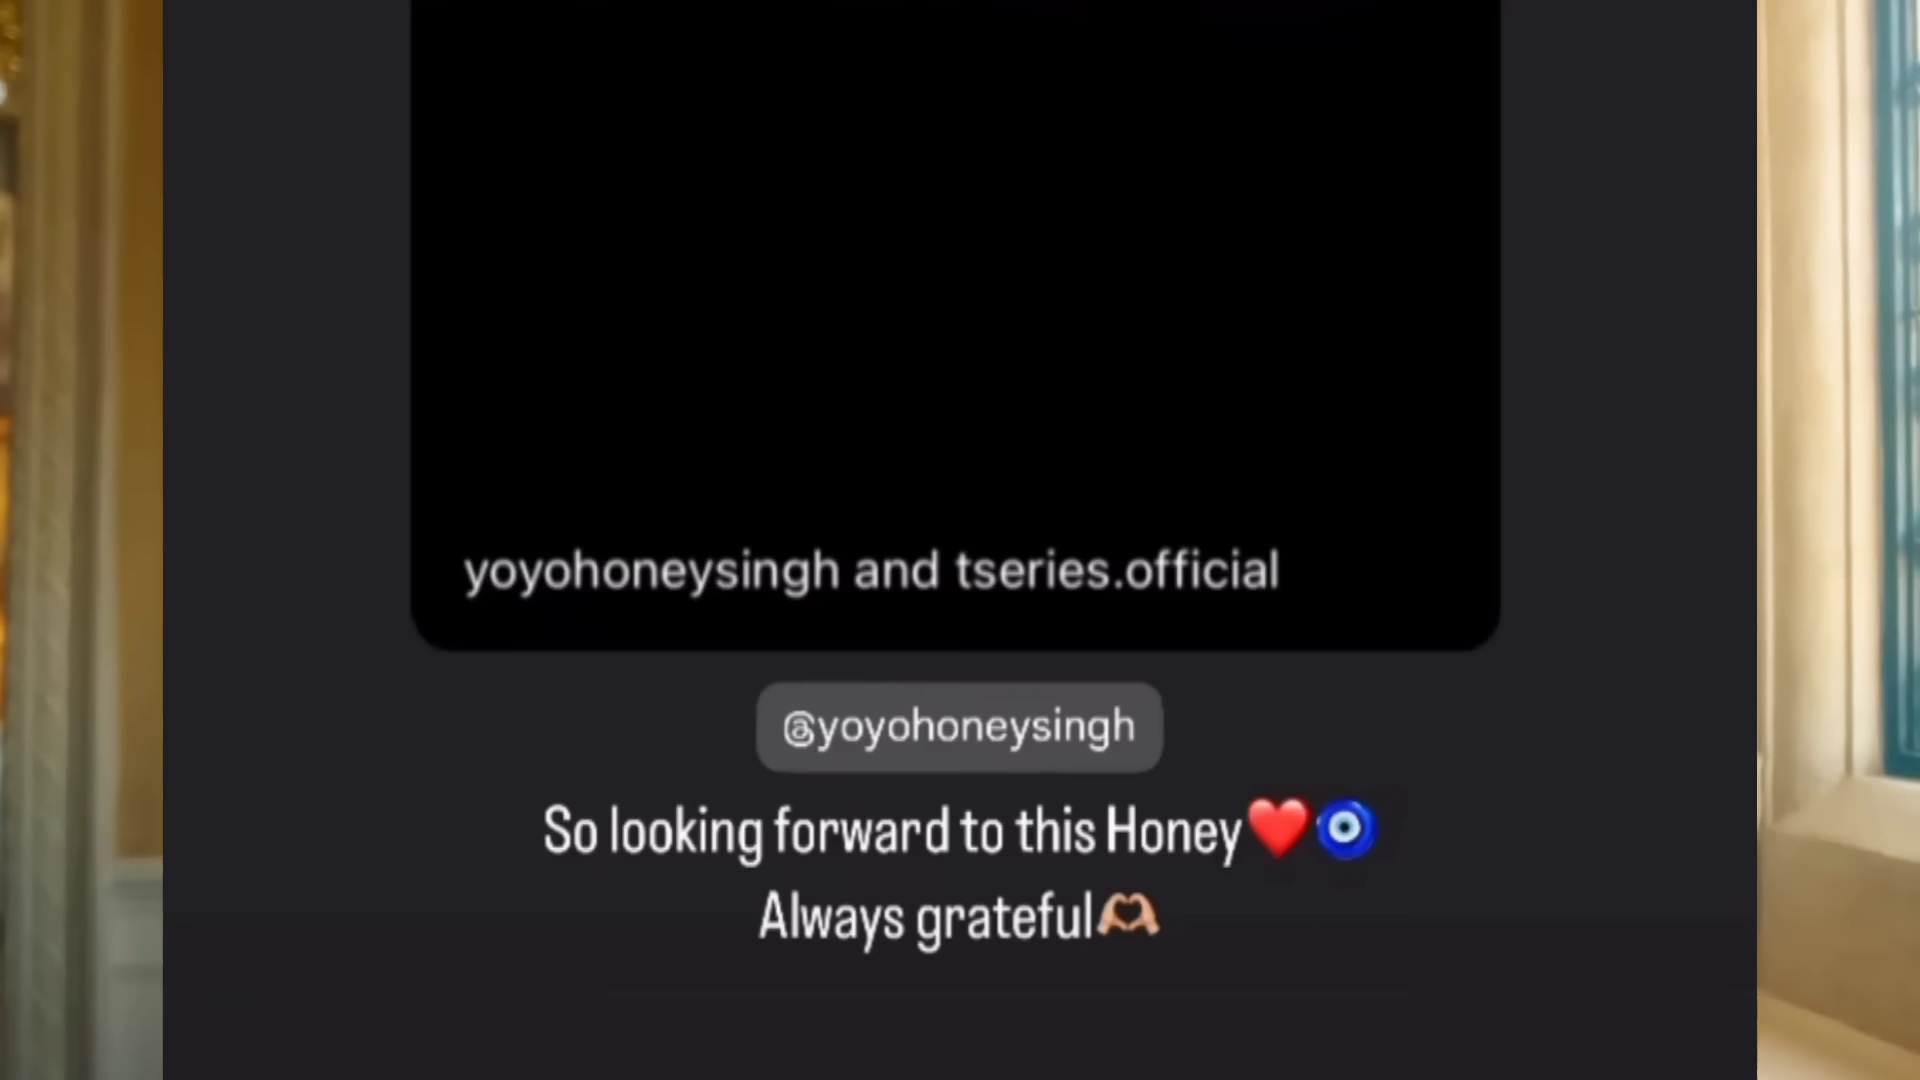 yoyohoneysingh and tseries.official
@yoyohoneysingh
So looking forward to this Honey❤️🧿
Always grateful🫶🏼